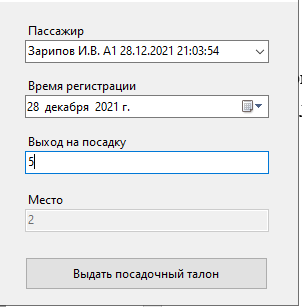 Пассажир
Зарипов И.В. А1 28.12.2021 21:03:54
Время регистрации
28 декабря 2021 г.
Выход на посадку
5
Место
2
Выдать посадочный талон